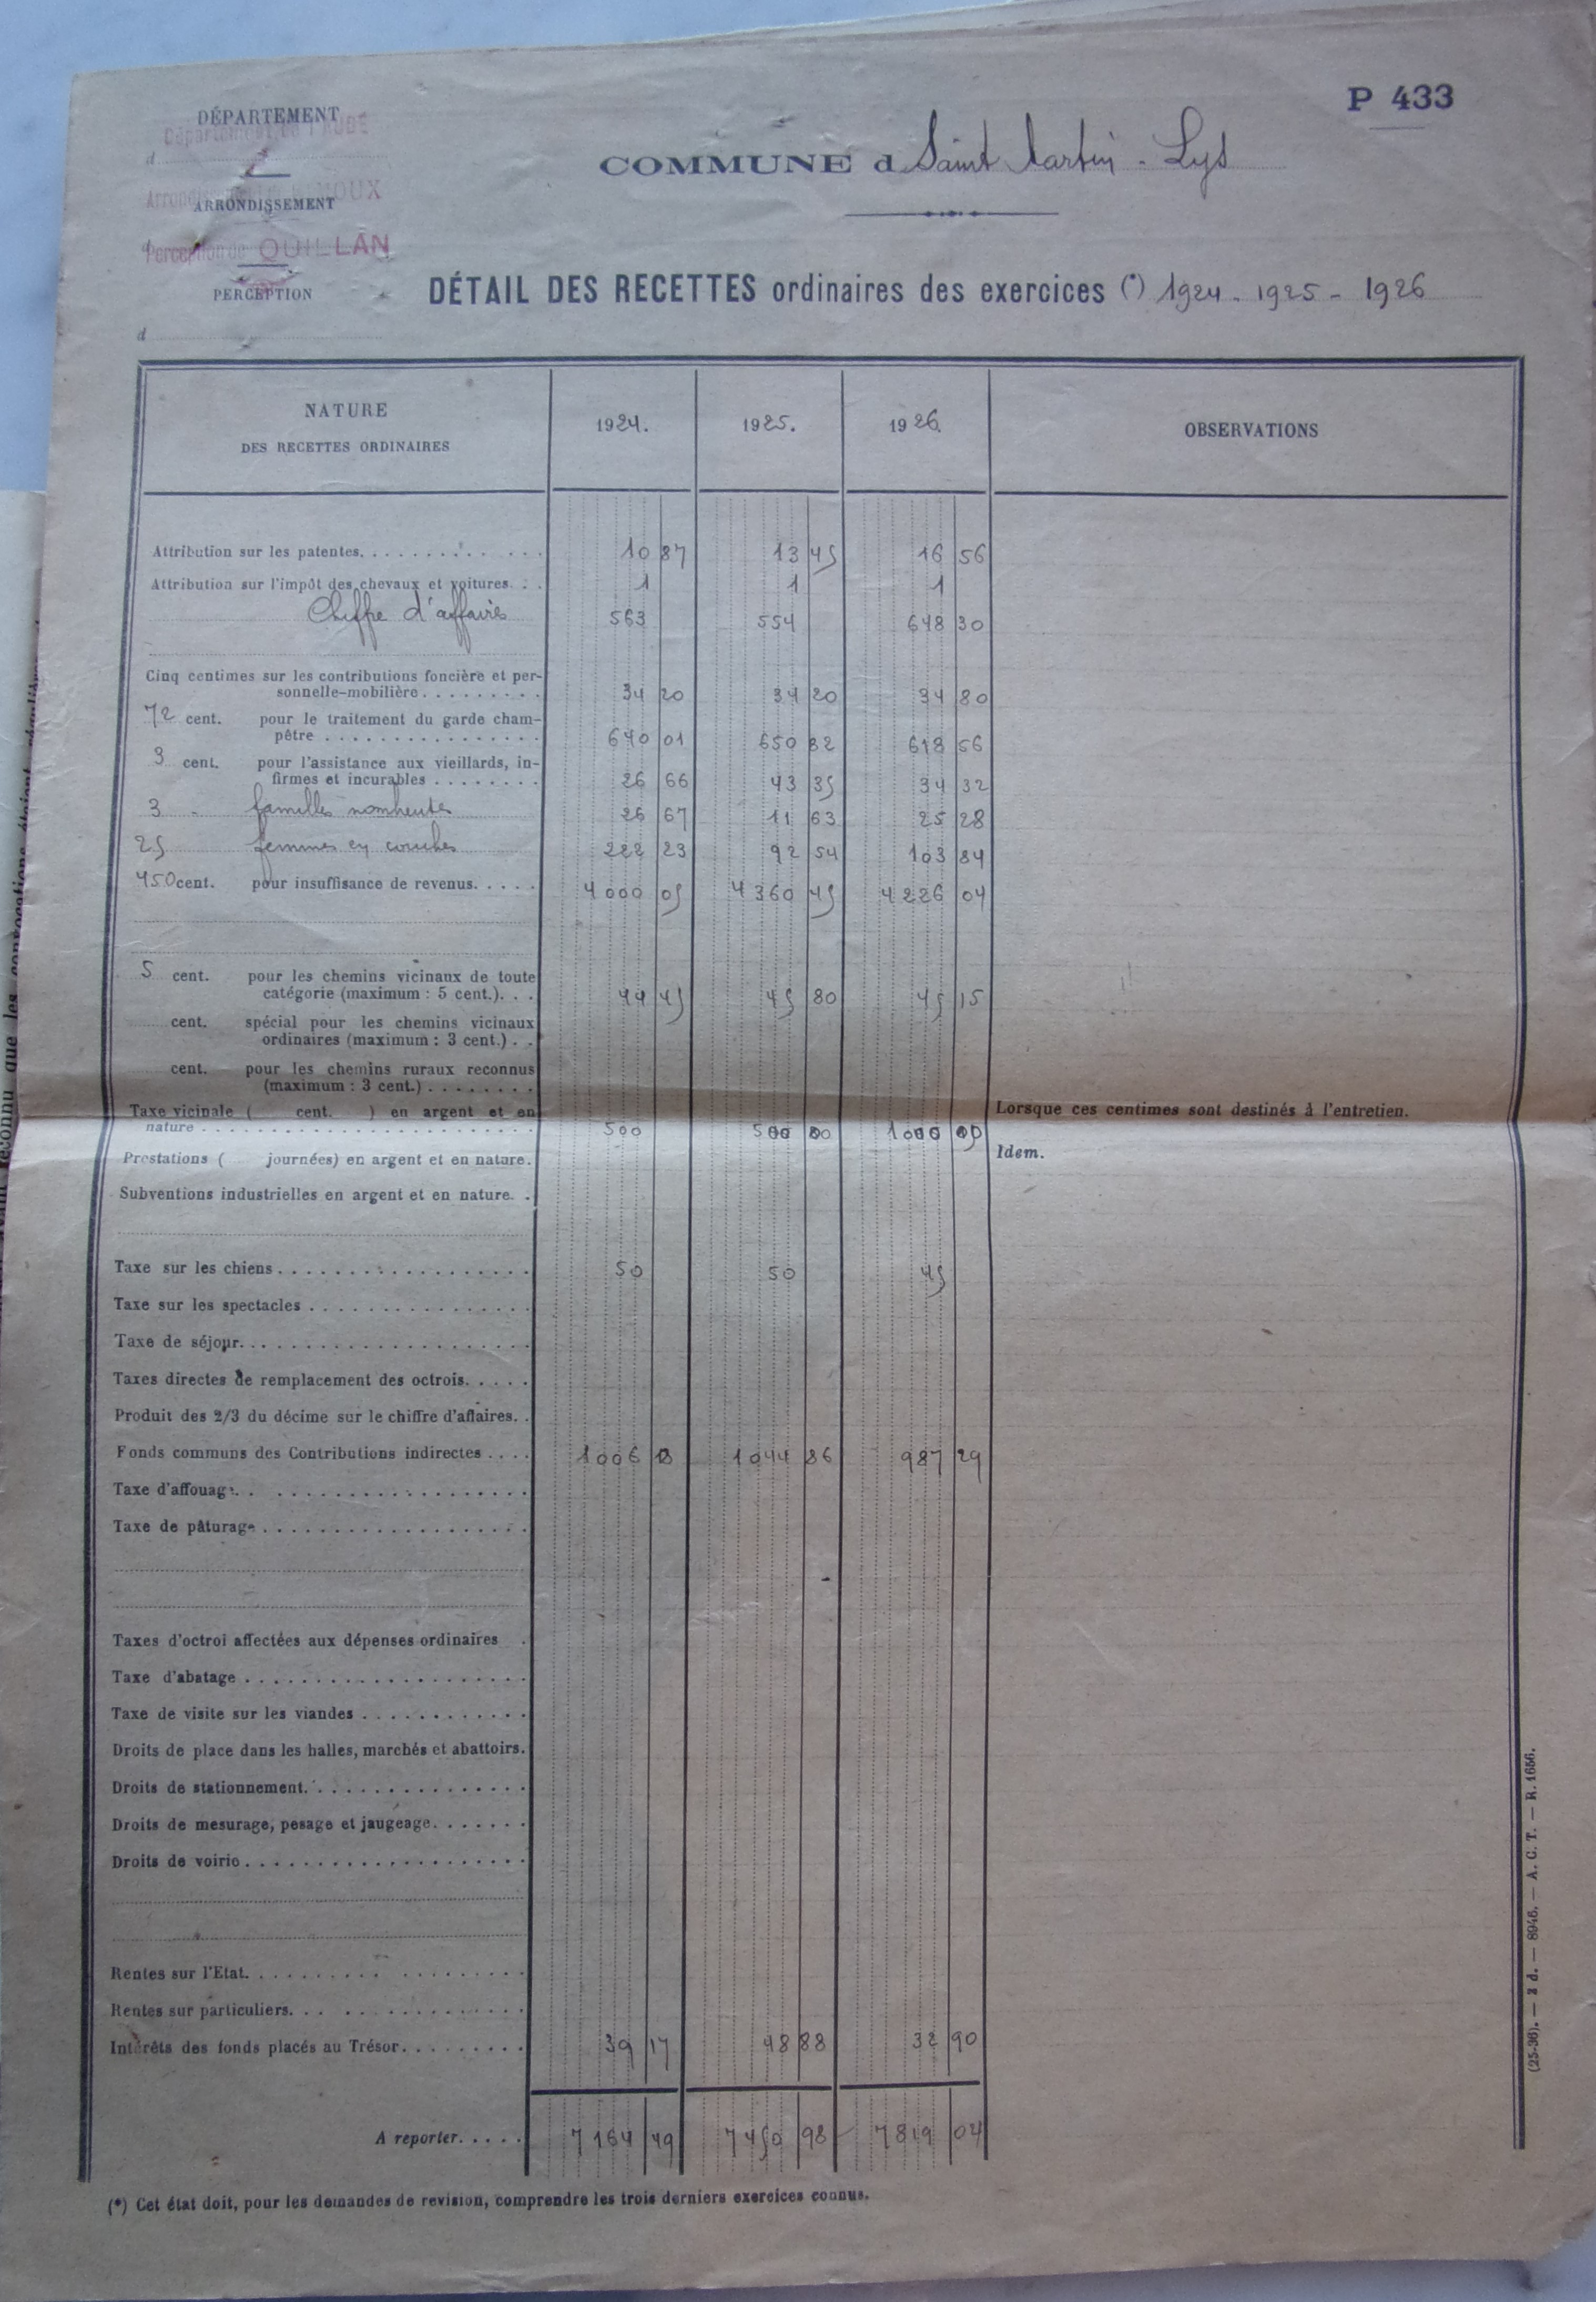 P 433
DÉPARTEMENT
Département de l'AUDE
d
COMMUNE d Saint Martin - Lys
Arrondissement de LIMOUX
ARRONDISSEMENT
d
Perception de QUILLAN
PERCEPTION
d
DÉTAIL DES RECETTES ordinaires des exercices (*) 1924 - 1925 - 1926
NATURE
DES RECETTES ORDINAIRES
1924. 1925. 1926.
OBSERVATIONS
Attribution sur les patentes. 10 87 13 45 16 56
Attribution sur l'impôt des chevaux et voitures. 1 1 1
Chiffre d'affaires 563 554 648 30
Cinq centimes sur les contributions foncière et per-
sonnelle-mobilière 34 20 34 20 34 80
72 cent. pour le traitement du garde cham-
pêtre 640 01 650 82 618 56
3 cent. pour l'assistance aux vieillards, in-
firmes et incurables 26 66 43 35 34 32
3 - familles nombeutes 26 67 11 63 25 28
25 femmes en couches 222 23 92 54 103 84
450 cent. pour insuffisance de revenus. 4000 05 4360 45 4226 04
5 cent. pour les chemins vicinaux de toute
catégorie (maximum : 5 cent.). 44 45 45 80 45 15
cent. spécial pour les chemins vicinaux
ordinaires (maximum : 3 cent.)
cent. pour les chemins ruraux reconnus
(maximum : 3 cent.)
Taxe vicinale ( cent. ) en argent et en
nature 500 500 00 1000 00
Lorsque ces centimes sont destinés à l'entretien.
Prestations ( journées) en argent et en nature.
Idem.
Subventions industrielles en argent et en nature.
Taxe sur les chiens 50 50 45
Taxe sur les spectacles
Taxe de séjour.
Taxes directes de remplacement des octrois.
Produit des 2/3 du décime sur le chiffre d'affaires.
Fonds communs des Contributions indirectes 1006 18 1044 86 987 29
Taxe d'affouage.
Taxe de pâturage
Taxes d'octroi affectées aux dépenses ordinaires
Taxe d'abatage
Taxe de visite sur les viandes
Droits de place dans les halles, marchés et abattoirs.
Droits de stationnement.
Droits de mesurage, pesage et jaugeage.
Droits de voirie
Rentes sur l'Etat.
Rentes sur particuliers.
Intérêts des fonds placés au Trésor. 39 17 48 88 32 90
A reporter. 7164 49 7450 98 7819 04
(*) Cet état doit, pour les demandes de revision, comprendre les trois derniers exercices connus.
(25-36). — 2 d. — 8946. — A. C. T. — R. 1656.